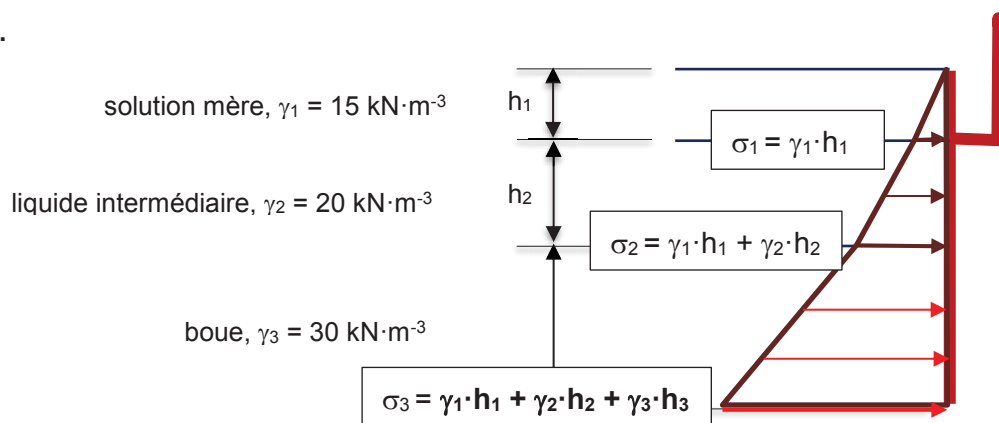 .
solution mère, γ₁ = 15 kN·m⁻³
h₁
σ₁ = γ₁·h₁
liquide intermédiaire, γ₂ = 20 kN·m⁻³
h₂
σ₂ = γ₁·h₁ + γ₂·h₂
boue, γ₃ = 30 kN·m⁻³
σ₃ = γ₁·h₁ + γ₂·h₂ + γ₃·h₃